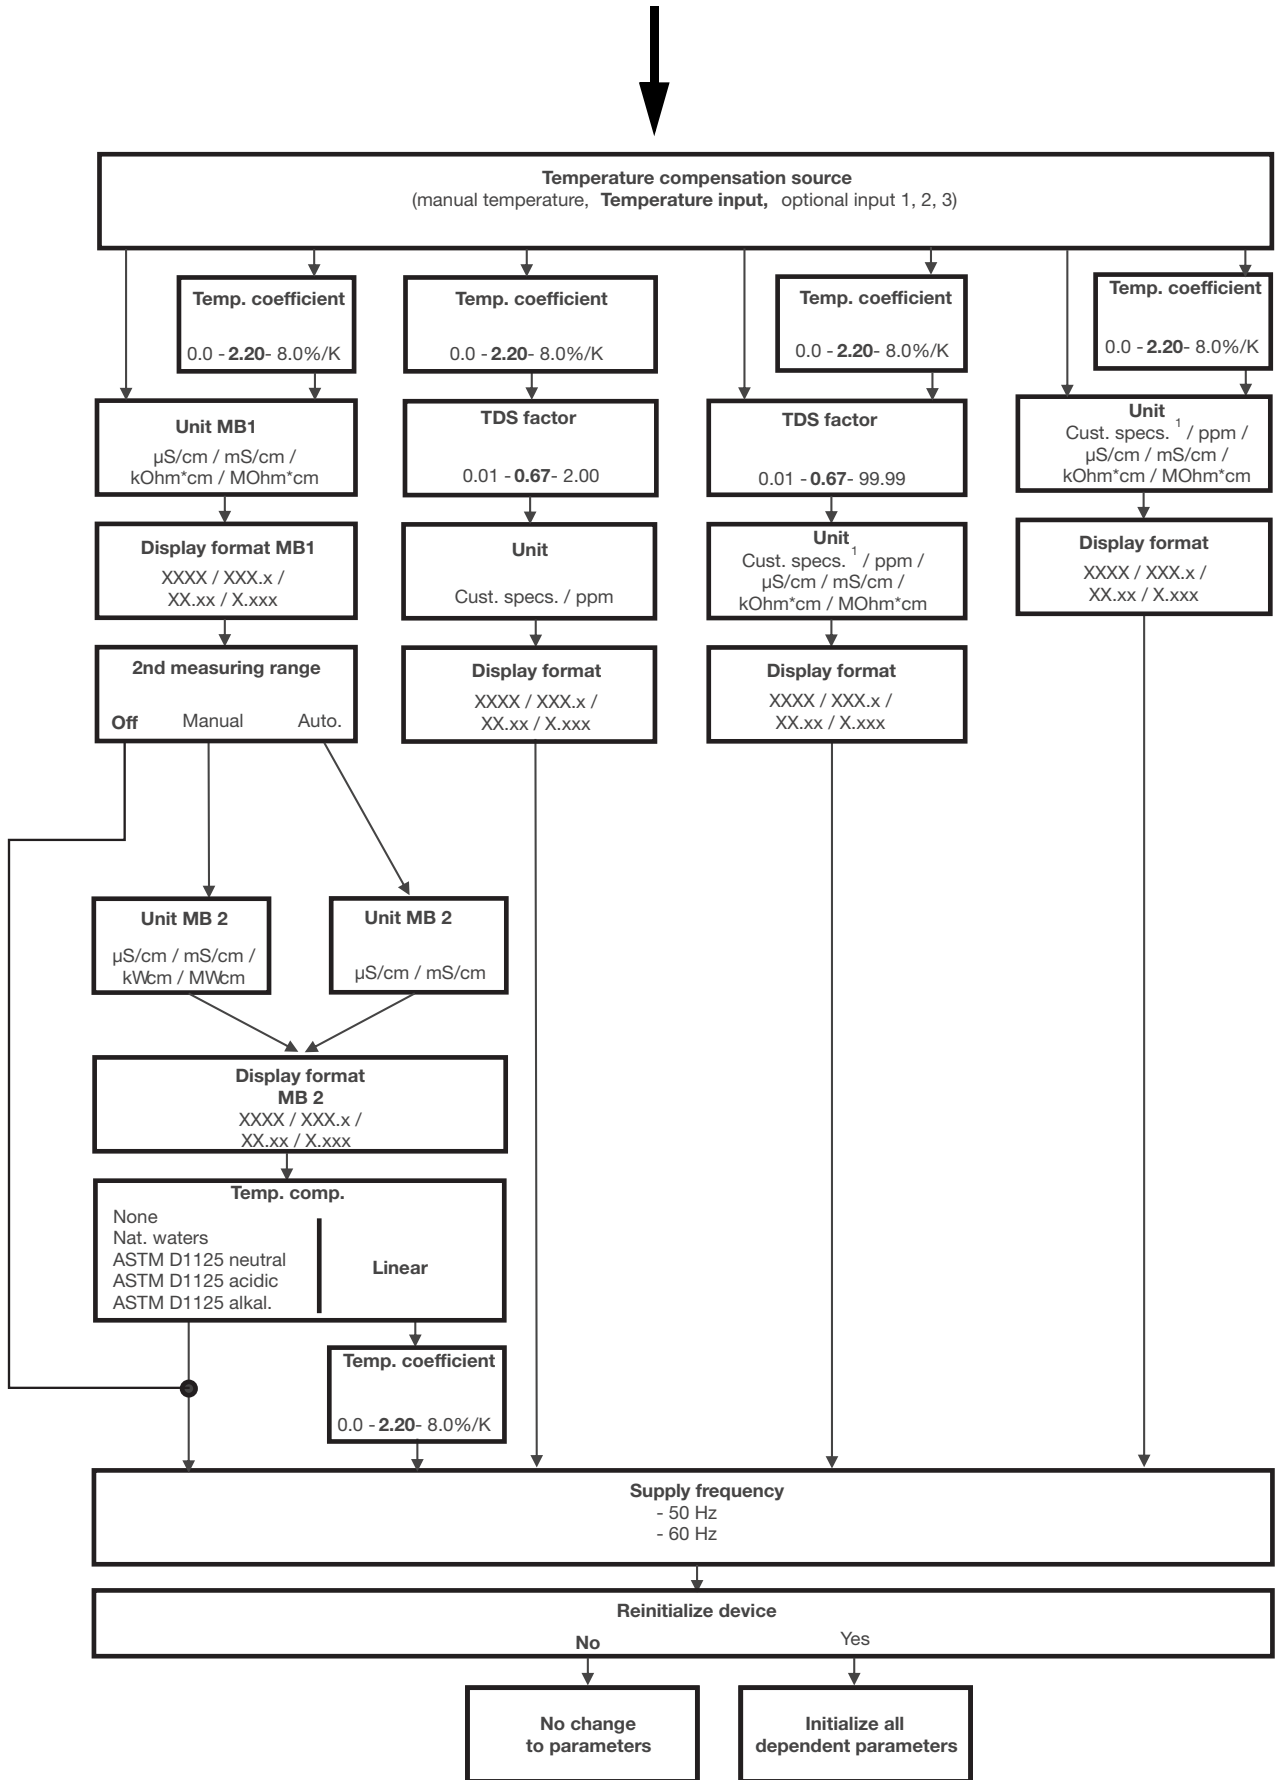 Temperature compensation source
(manual temperature, Temperature input, optional input 1, 2, 3)
Temp. coefficient
0.0 - 2.20- 8.0%/K
Temp. coefficient
0.0 - 2.20- 8.0%/K
Temp. coefficient
0.0 - 2.20- 8.0%/K
Temp. coefficient
0.0 - 2.20- 8.0%/K
Unit MB1
µS/cm / mS/cm /
kOhm*cm / MOhm*cm
TDS factor
0.01 - 0.67- 2.00
TDS factor
0.01 - 0.67- 99.99
Unit
Cust. specs. 1 / ppm /
µS/cm / mS/cm /
kOhm*cm / MOhm*cm
Display format MB1
XXXX / XXX.x /
XX.xx / X.xxx
Unit
Cust. specs. / ppm
Unit
Cust. specs. 1 / ppm /
µS/cm / mS/cm /
kOhm*cm / MOhm*cm
Display format
XXXX / XXX.x /
XX.xx / X.xxx
2nd measuring range
Off Manual Auto.
Display format
XXXX / XXX.x /
XX.xx / X.xxx
Display format
XXXX / XXX.x /
XX.xx / X.xxx
Unit MB 2
µS/cm / mS/cm /
kWcm / MWcm
Unit MB 2
µS/cm / mS/cm
Display format
MB 2
XXXX / XXX.x /
XX.xx / X.xxx
Temp. comp.
None
Nat. waters
ASTM D1125 neutral
ASTM D1125 acidic
ASTM D1125 alkal.
Linear
Temp. coefficient
0.0 - 2.20- 8.0%/K
Supply frequency
- 50 Hz
- 60 Hz
Reinitialize device
No Yes
No change
to parameters
Initialize all
dependent parameters